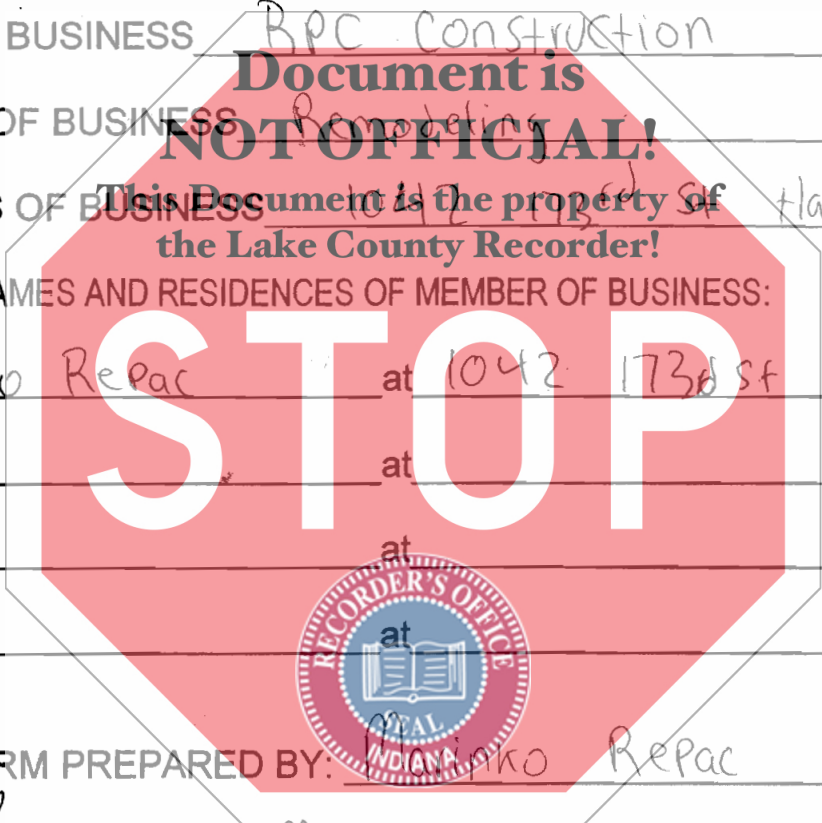 BUSINESS RPC Construction
Document is
OF BUSINESS Remodeling
NOT OFFICIAL!
OF BUSINESS 1042 173rd St
This Document is the property of
the Lake County Recorder!
AMES AND RESIDENCES OF MEMBER OF BUSINESS:
STOP
Repac at 1042 173d St
at
at
at
RECORDER'S OFFICE
SEAL
INDIANA
RM PREPARED BY: Marinko Repac